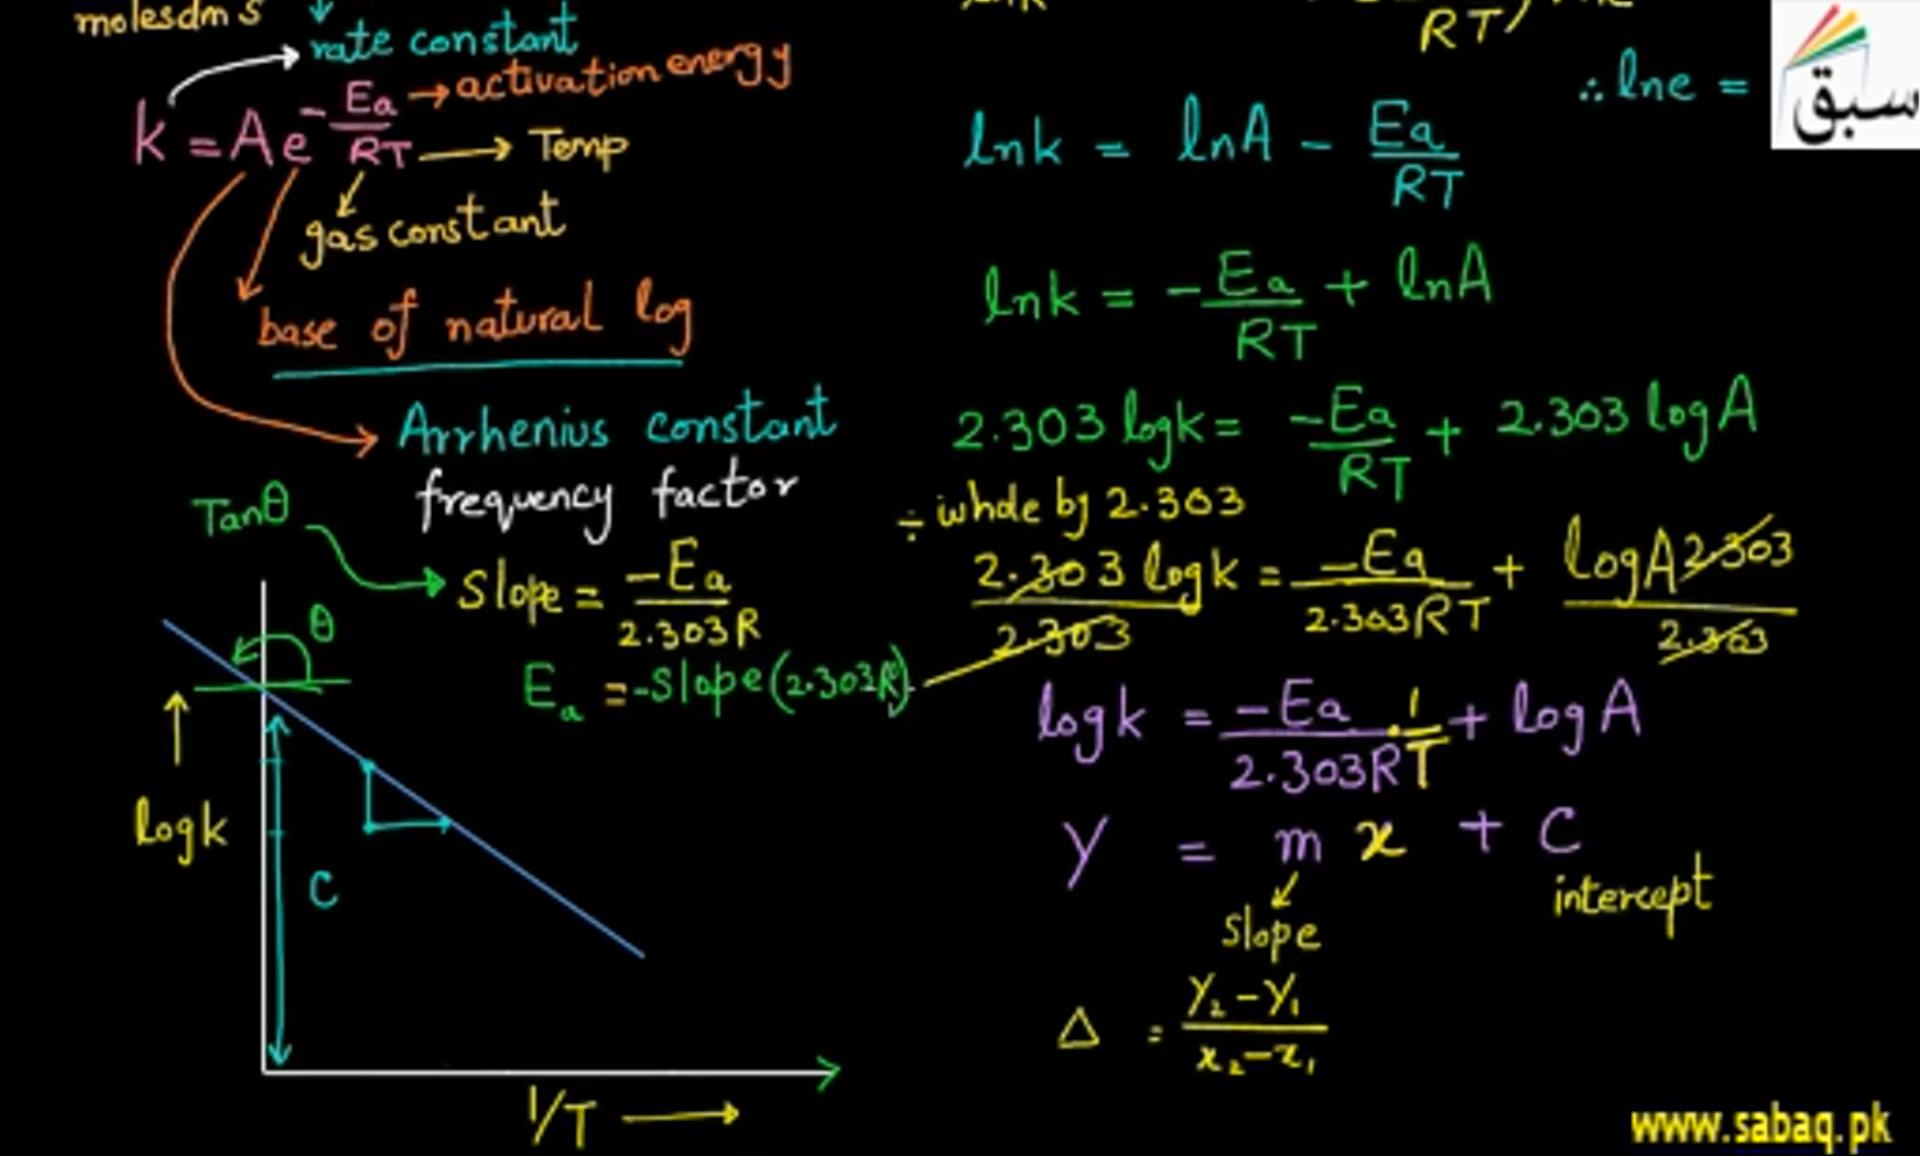 rate constant
k = Ae^-Ea/RT → activation energy
→ Temp
gas constant
base of natural log
Arrhenius constant
frequency factor
Tanθ
Slope = -Ea/2.303R
Ea = -Slope(2.303R)
θ
logk
C
1/T →
RT
∴ lne =
سبق
lnk = lnA - Ea/RT
lnk = -Ea/RT + lnA
2.303 logk = -Ea/RT + 2.303 logA
÷ whole by 2.303
2.303 logk/2.303 = -Ea/2.303RT + logA2.303/2.303
logk = -Ea/2.303R · 1/T + logA
y = m x + C
slope
intercept
Δ = y₂-y₁/x₂-x₁
www.sabaq.pk